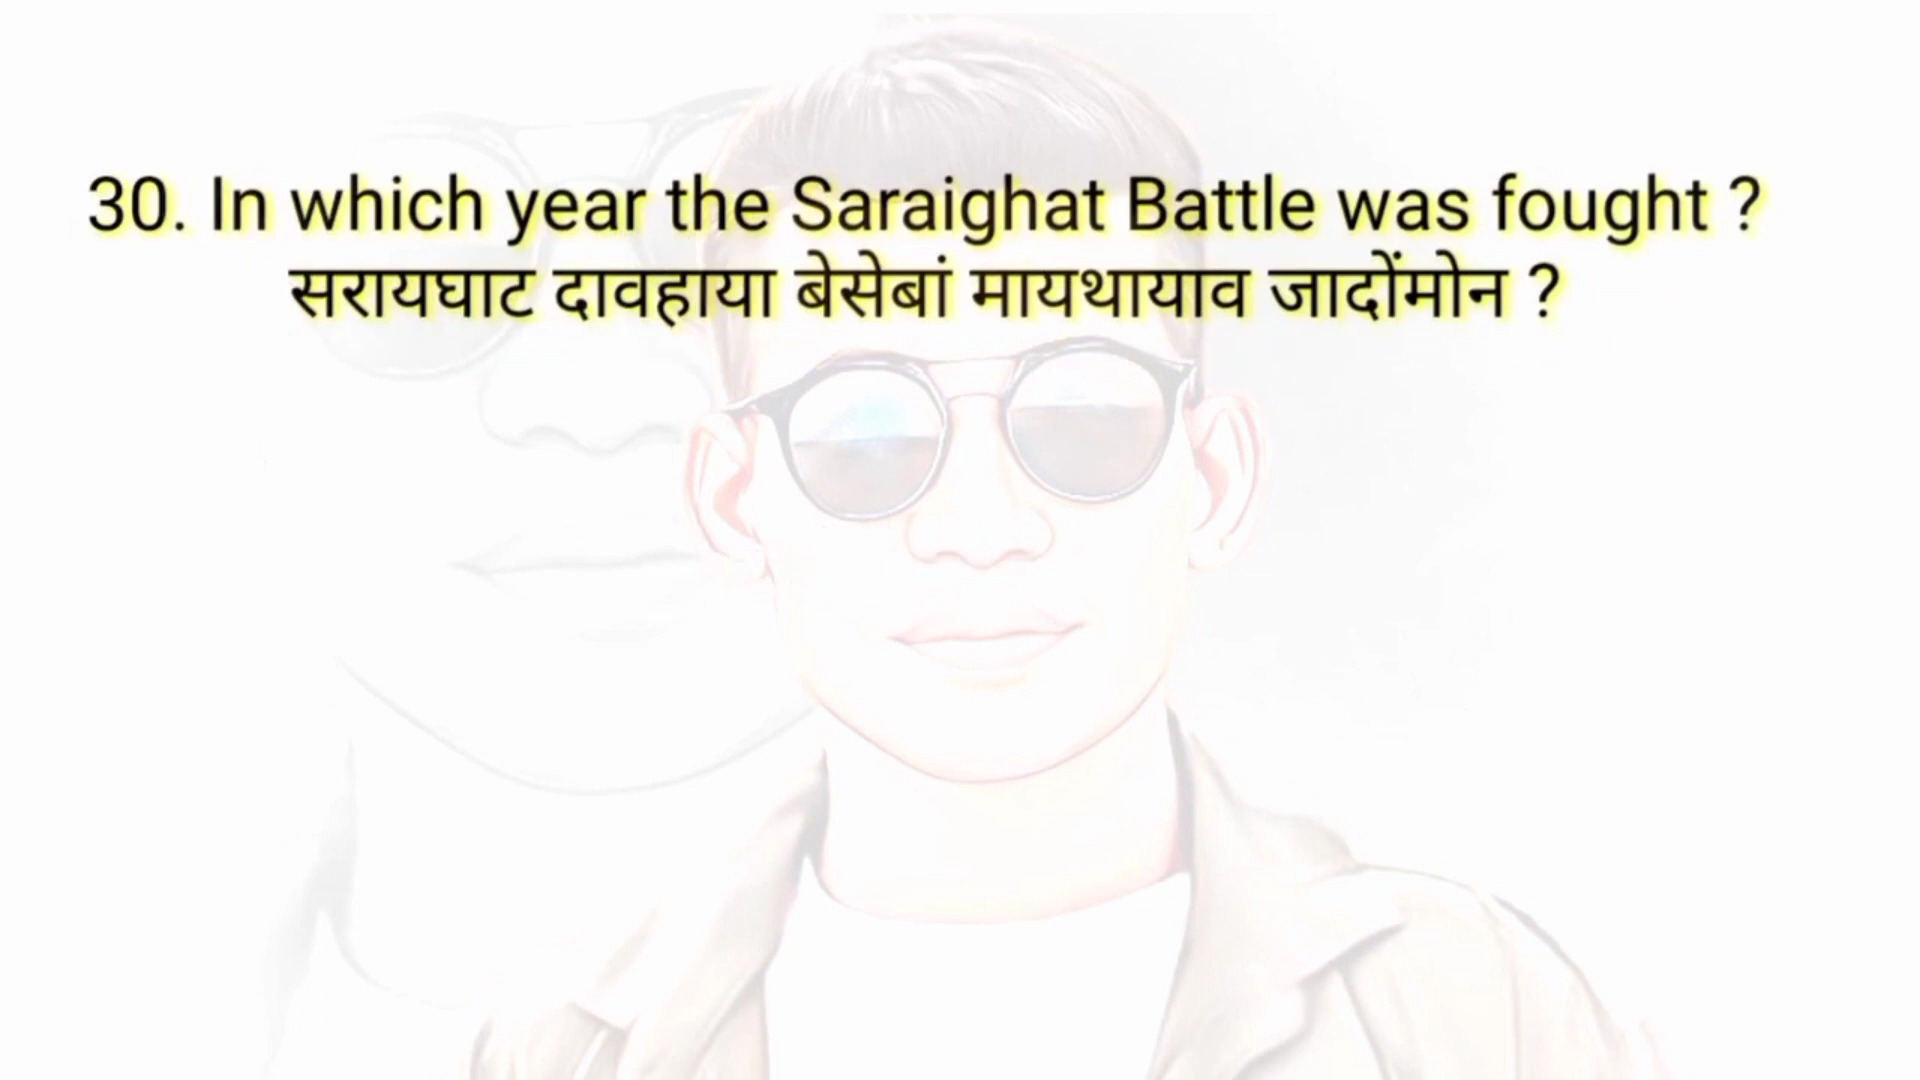 30. In which year the Saraighat Battle was fought ?
सरायघाट दावहाया बेसेबां मायथायाव जादोंमोन ?